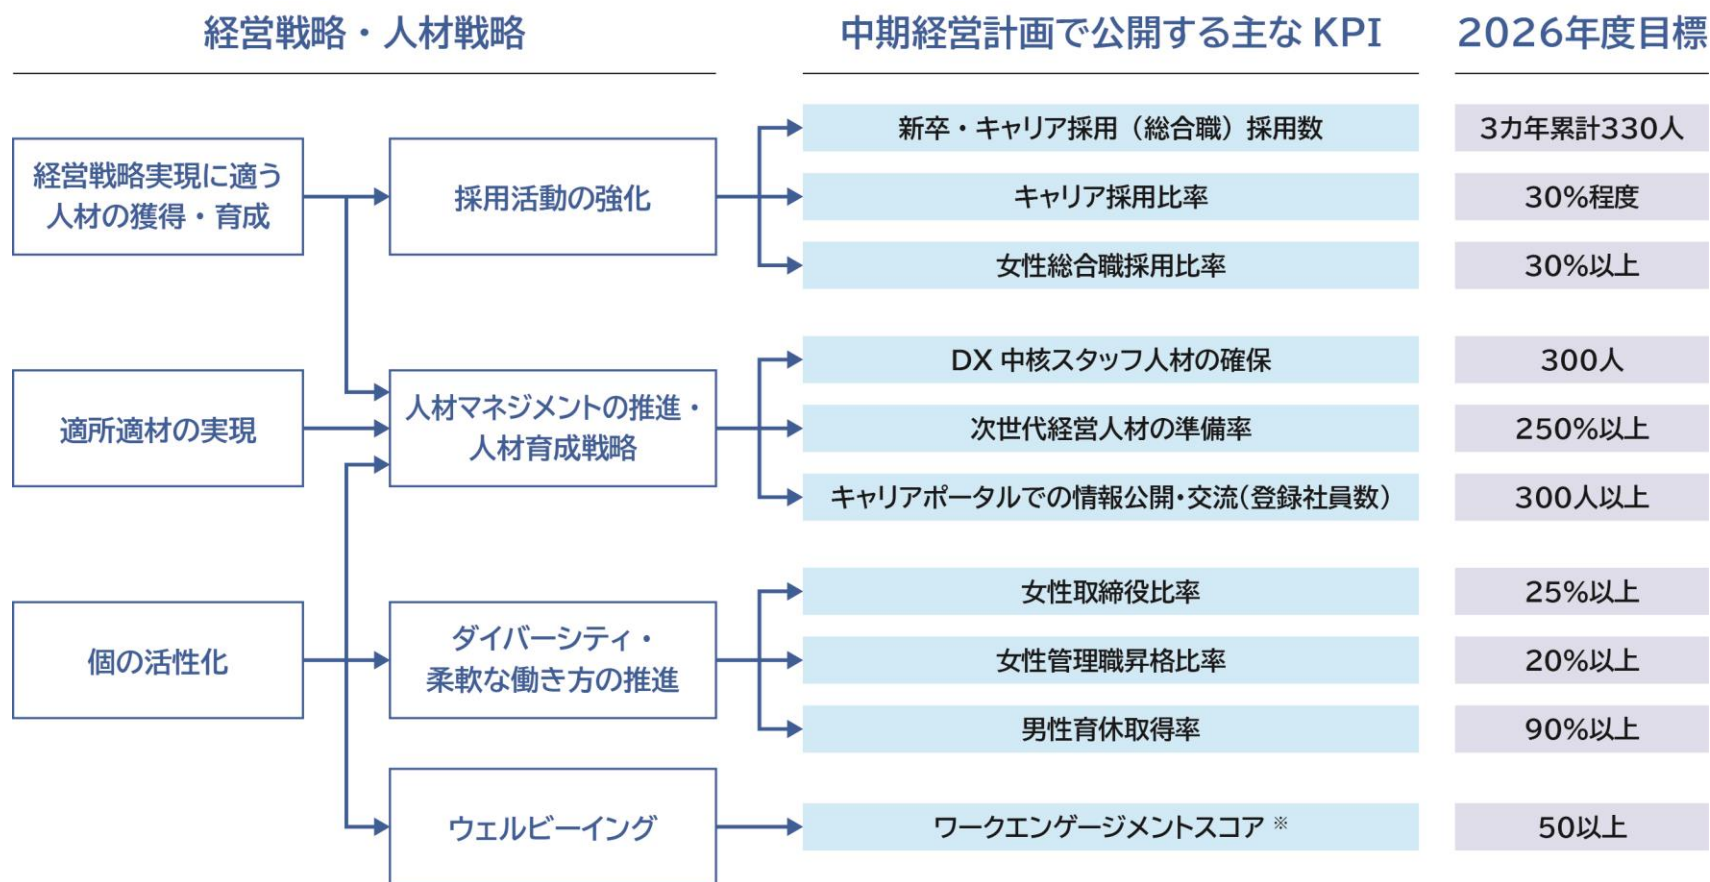 経営戦略・人材戦略
中期経営計画で公開する主な KPI
2026年度目標
経営戦略実現に適う
人材の獲得・育成
採用活動の強化
新卒・キャリア採用（総合職）採用数
3カ年累計330人
キャリア採用比率
30%程度
女性総合職採用比率
30%以上
適所適材の実現
人材マネジメントの推進・
人材育成戦略
DX 中核スタッフ人材の確保
300人
次世代経営人材の準備率
250%以上
キャリアポータルでの情報公開・交流（登録社員数）
300人以上
個の活性化
ダイバーシティ・
柔軟な働き方の推進
女性取締役比率
25%以上
女性管理職昇格比率
20%以上
男性育休取得率
90%以上
ウェルビーイング
ワークエンゲージメントスコア ※
50以上